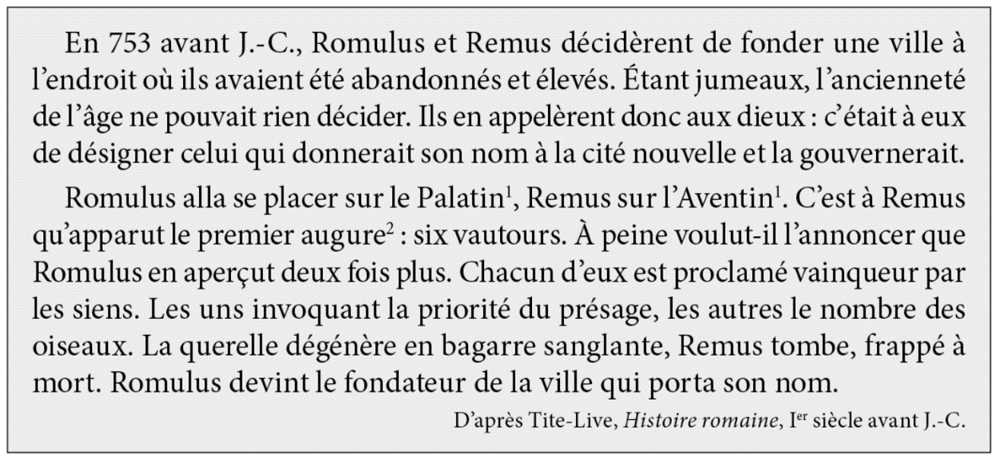 En 753 avant J.-C., Romulus et Remus décidèrent de fonder une ville à
l’endroit où ils avaient été abandonnés et élevés. Étant jumeaux, l’ancienneté
de l’âge ne pouvait rien décider. Ils en appelèrent donc aux dieux : c’était à eux
de désigner celui qui donnerait son nom à la cité nouvelle et la gouvernerait.
Romulus alla se placer sur le Palatin¹, Remus sur l’Aventin¹. C’est à Remus
qu’apparut le premier augure² : six vautours. À peine voulut-il l’annoncer que
Romulus en aperçut deux fois plus. Chacun d’eux est proclamé vainqueur par
les siens. Les uns invoquant la priorité du présage, les autres le nombre des
oiseaux. La querelle dégénère en bagarre sanglante, Remus tombe, frappé à
mort. Romulus devint le fondateur de la ville qui porta son nom.
D’après Tite-Live, Histoire romaine, Iᵉʳ siècle avant J.-C.